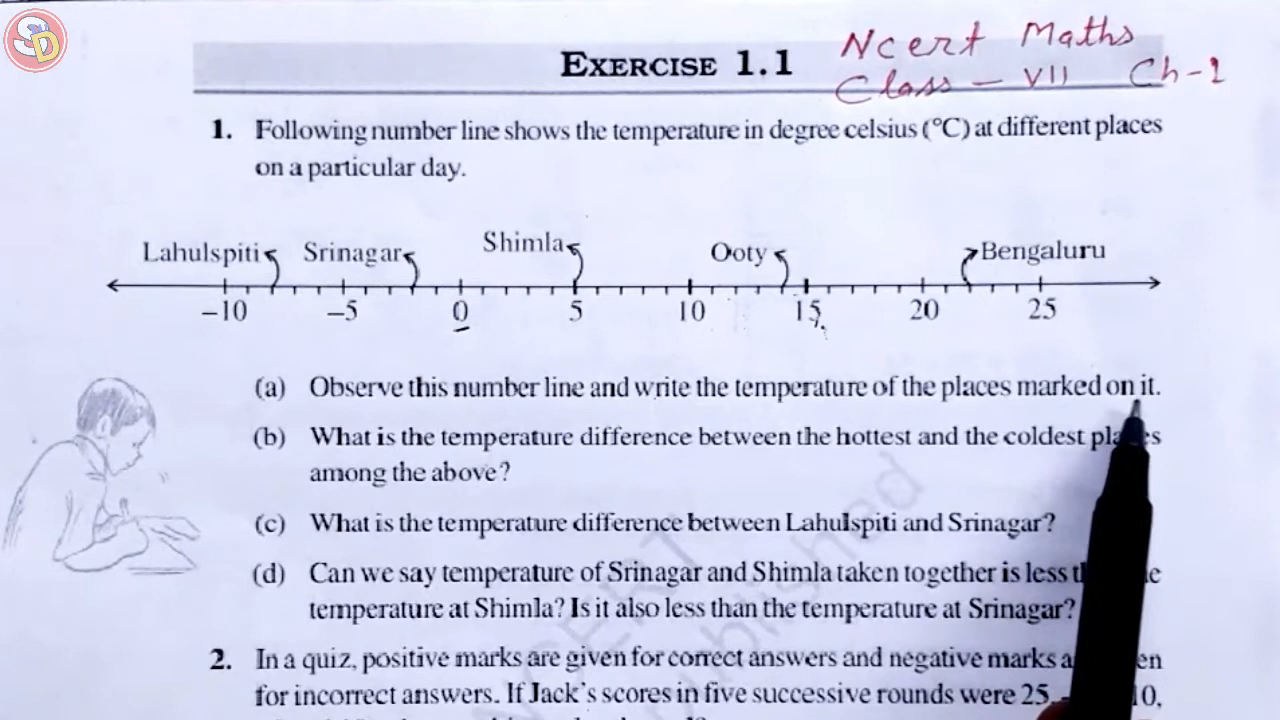 SD
EXERCISE 1.1
Ncert Maths
Class - VII Ch-1
1. Following number line shows the temperature in degree celsius (°C) at different places
on a particular day.
Lahulspiti Srinagar Shimla Ooty Bengaluru
–10 –5 0 5 10 15 20 25
(a) Observe this number line and write the temperature of the places marked on it.
(b) What is the temperature difference between the hottest and the coldest places
among the above?
(c) What is the temperature difference between Lahulspiti and Srinagar?
(d) Can we say temperature of Srinagar and Shimla taken together is less
temperature at Shimla? Is it also less than the temperature at Srinagar?
2. In a quiz, positive marks are given for correct answers and negative marks
for incorrect answers. If Jack's scores in five successive rounds were 25,
NCERT
published